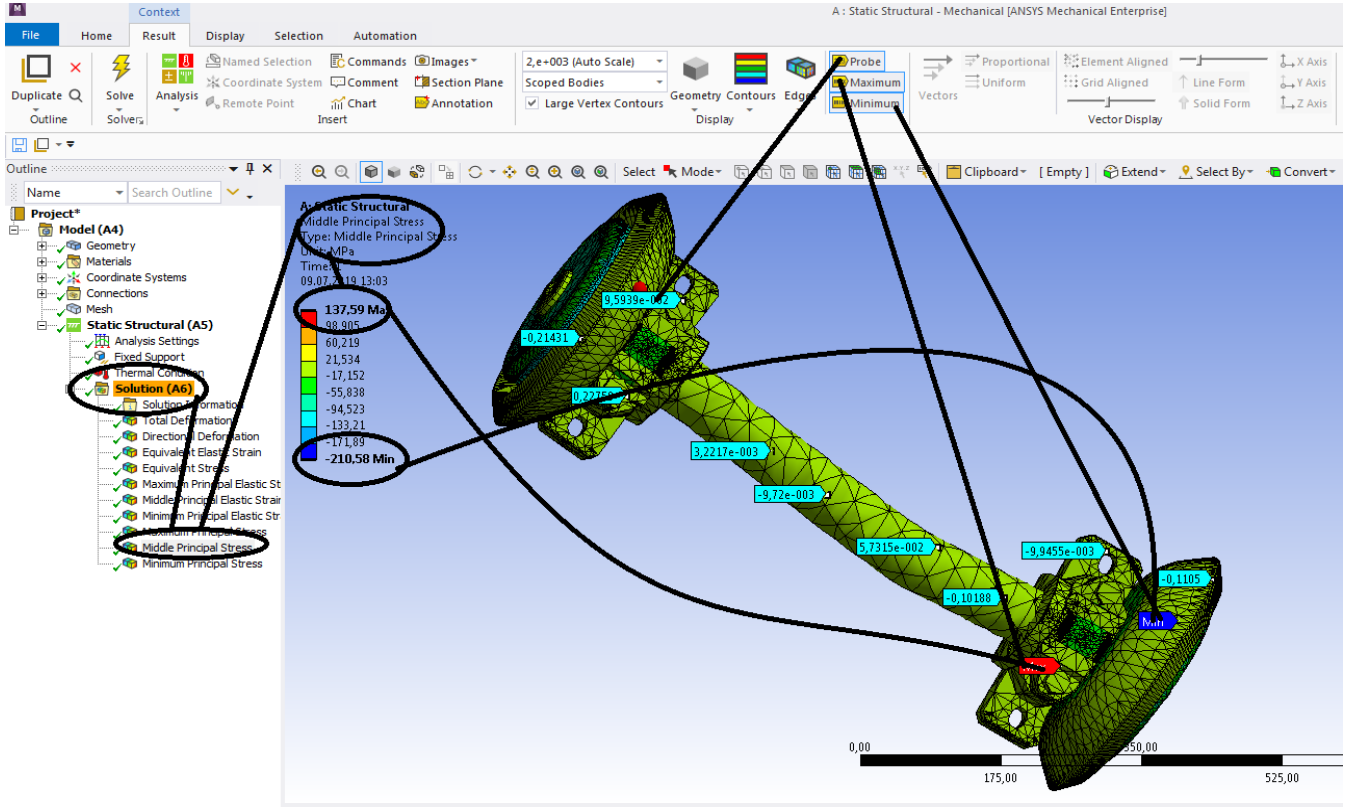 M
Context
A : Static Structural - Mechanical [ANSYS Mechanical Enterprise]
File Home Result Display Selection Automation
Named Selection Commands Images 2,e+003 (Auto Scale) Probe Proportional Element Aligned X Axis
Coordinate System Comment Section Plane Scoped Bodies Maximum Uniform Grid Aligned Line Form Y Axis
Remote Point Chart Annotation Large Vertex Contours Minimum Solid Form Z Axis
Duplicate Q Solve Analysis Geometry Contours Edges Vectors
Outline Solver Insert Display Vector Display
Outline
Select Mode Clipboard [ Empty ] Extend Select By Convert
Name Search Outline
Project*
Model (A4)
Geometry
Materials
Coordinate Systems
Connections
Mesh
Static Structural (A5)
Analysis Settings
Fixed Support
Thermal Condition
Solution (A6)
Solution Information
Total Deformation
Directional Deformation
Equivalent Elastic Strain
Equivalent Stress
Maximum Principal Elastic St
Middle Principal Elastic Strair
Minimum Principal Elastic Str
Maximum Principal Stress
Middle Principal Stress
Minimum Principal Stress
A: Static Structural
Middle Principal Stress
Type: Middle Principal Stress
Unit: MPa
Time: 1
09.07.2019 13:03
137,59 Max
98,905
60,219
21,534
-17,152
-55,838
-94,523
-133,21
-171,89
-210,58 Min
9,5939e-002
-0,21431
3,2217e-003
-9,72e-003
5,7315e-002
-9,9455e-003
-0,1105
-0,10188
Min
Max
0,00 350,00
175,00 525,00